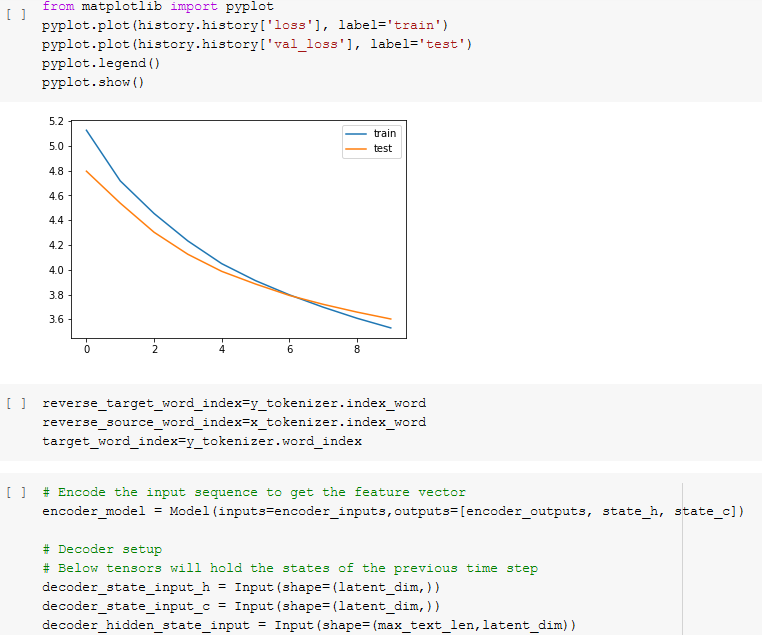 [ ] from matplotlib import pyplot
pyplot.plot(history.history['loss'], label='train')
pyplot.plot(history.history['val_loss'], label='test')
pyplot.legend()
pyplot.show()
5.2
5.0
4.8
4.6
4.4
4.2
4.0
3.8
3.6
train
test
0 2 4 6 8
[ ] reverse_target_word_index=y_tokenizer.index_word
reverse_source_word_index=x_tokenizer.index_word
target_word_index=y_tokenizer.word_index
[ ] # Encode the input sequence to get the feature vector
encoder_model = Model(inputs=encoder_inputs,outputs=[encoder_outputs, state_h, state_c])
# Decoder setup
# Below tensors will hold the states of the previous time step
decoder_state_input_h = Input(shape=(latent_dim,))
decoder_state_input_c = Input(shape=(latent_dim,))
decoder_hidden_state_input = Input(shape=(max_text_len,latent_dim))